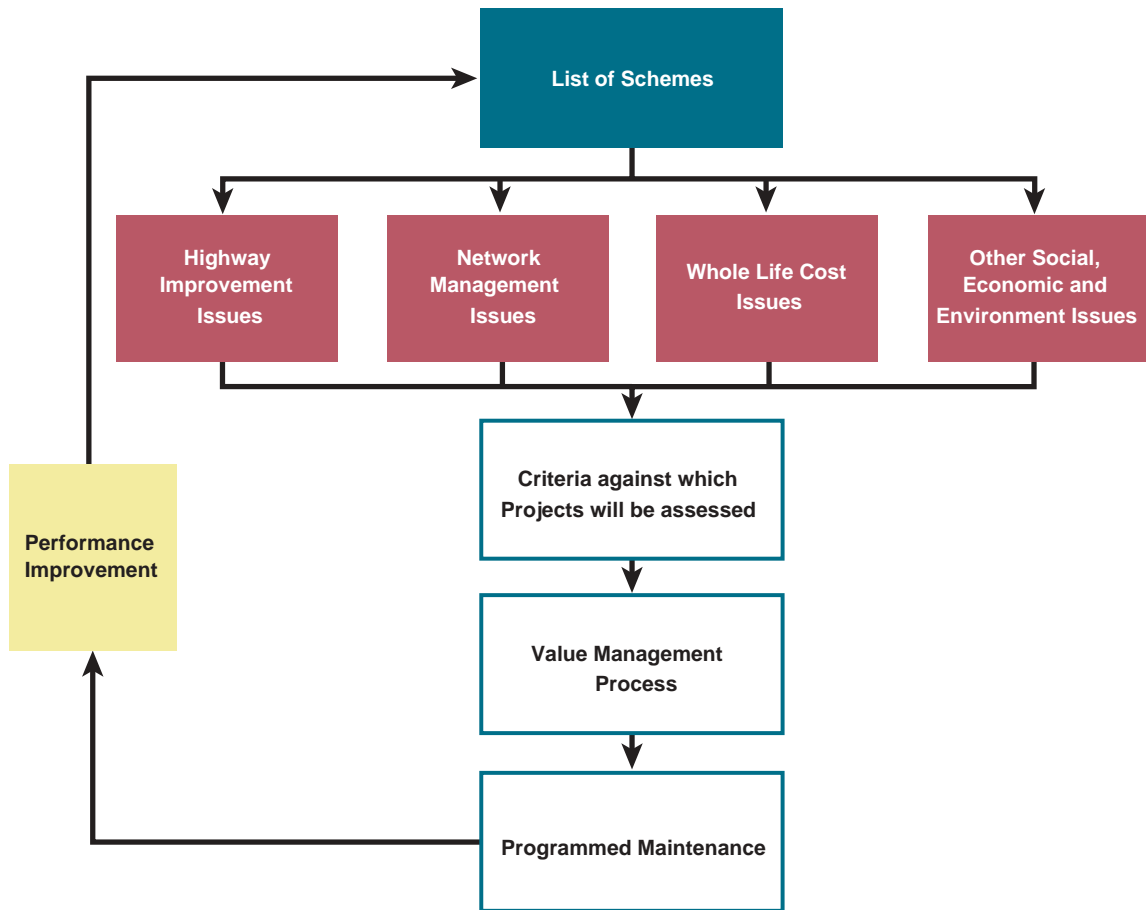 List of Schemes
Highway
Improvement
Issues
Network
Management
Issues
Whole Life Cost
Issues
Other Social,
Economic and
Environment Issues
Criteria against which
Projects will be assessed
Performance
Improvement
Value Management
Process
Programmed Maintenance